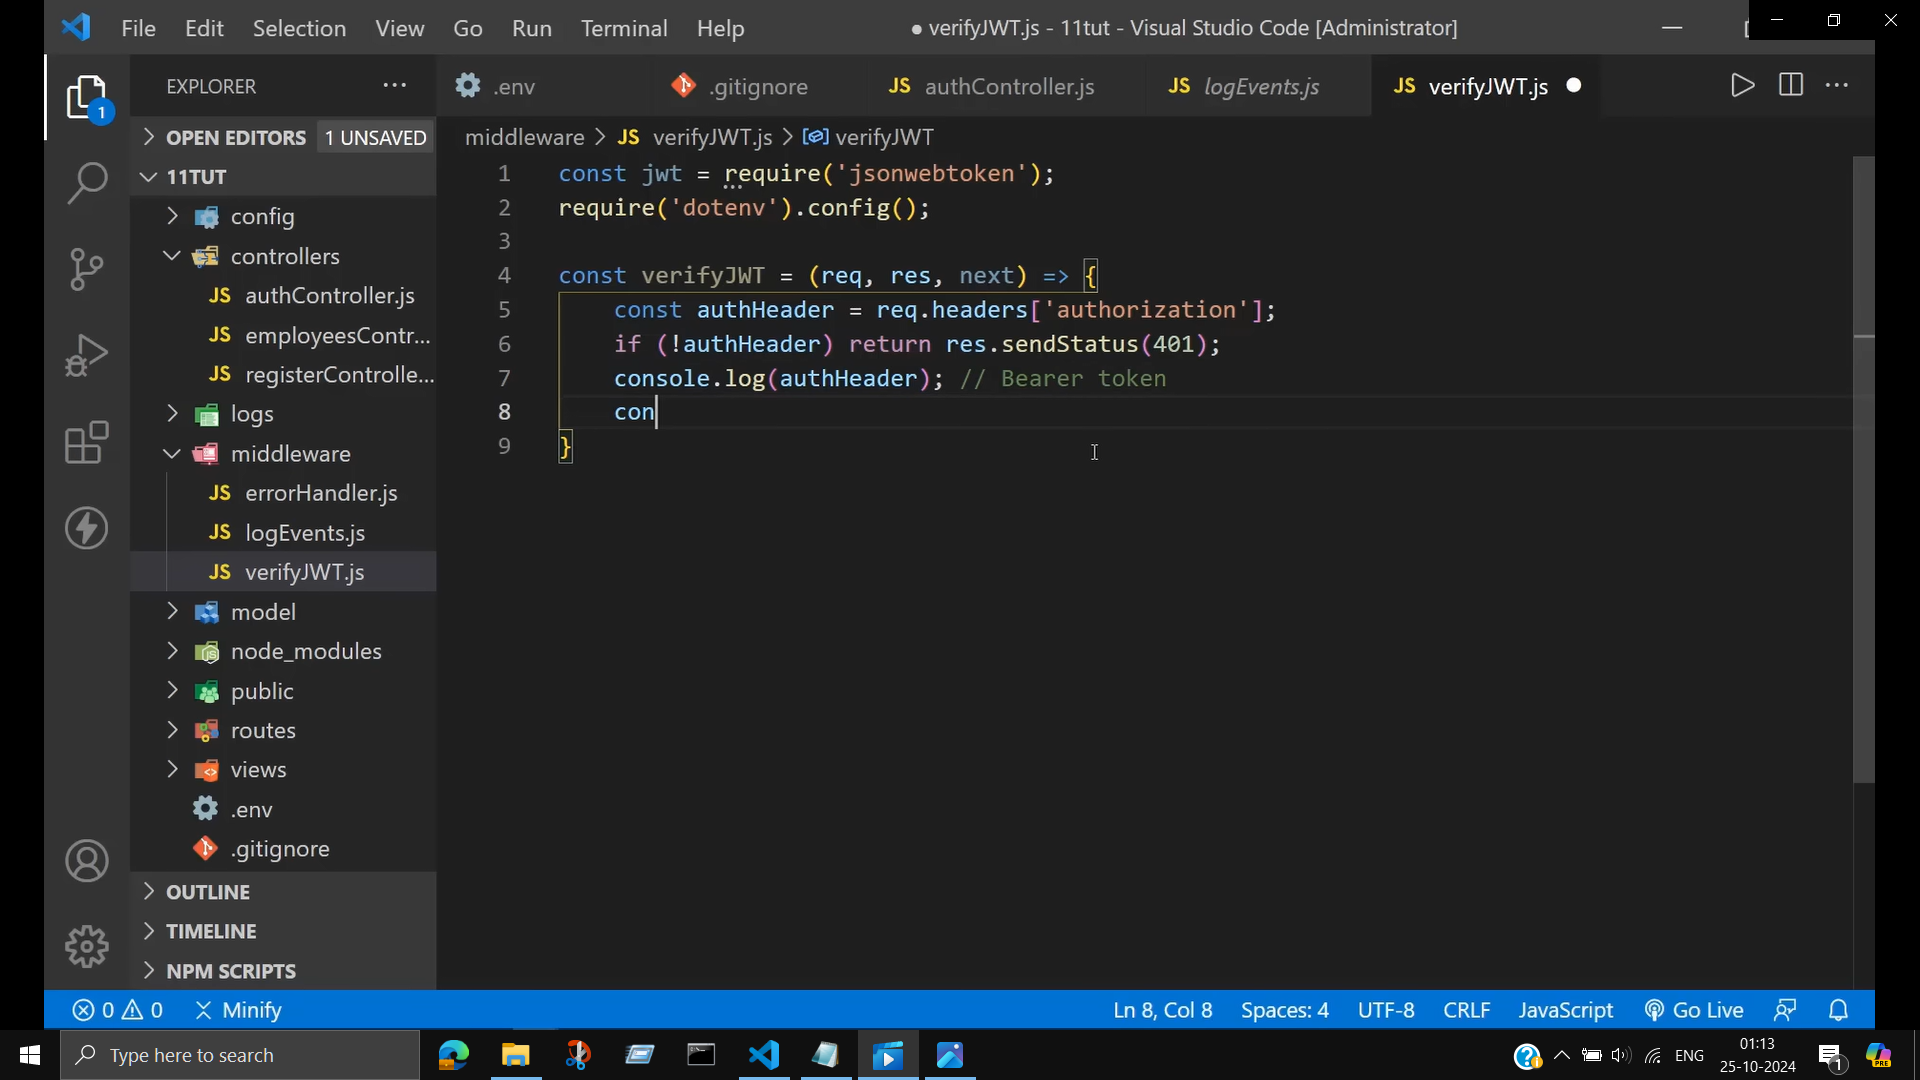 File Edit Selection View Go Run Terminal Help
● verifyJWT.js - 11tut - Visual Studio Code [Administrator]
EXPLORER
.env
.gitignore
JS authController.js
JS logEvents.js
JS verifyJWT.js
1
OPEN EDITORS 1 UNSAVED
11TUT
config
controllers
JS authController.js
JS employeesContr...
JS registerControlle...
logs
middleware
JS errorHandler.js
JS logEvents.js
JS verifyJWT.js
model
node_modules
public
routes
views
.env
.gitignore
OUTLINE
TIMELINE
NPM SCRIPTS
middleware > JS verifyJWT.js > verifyJWT
1 const jwt = require('jsonwebtoken');
2 require('dotenv').config();
3
4 const verifyJWT = (req, res, next) => {
5 const authHeader = req.headers['authorization'];
6 if (!authHeader) return res.sendStatus(401);
7 console.log(authHeader); // Bearer token
8 con
9 }
0 0 Minify
Ln 8, Col 8 Spaces: 4 UTF-8 CRLF JavaScript Go Live
Type here to search
PRE
ENG
01:13
25-10-2024
1